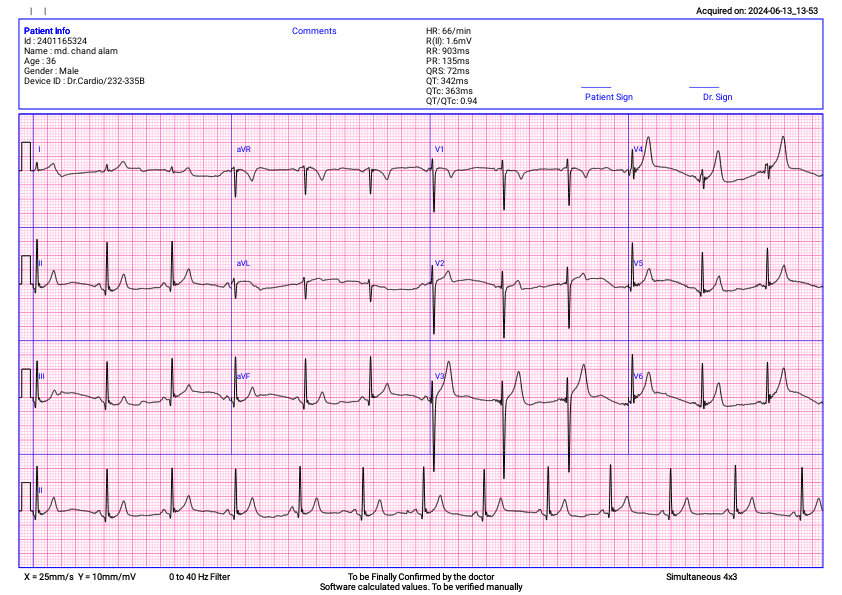 Acquired on: 2024-06-13_13-53
Patient Info
Id : 2401165324
Name : md. chand alam
Age : 36
Gender : Male
Device ID : Dr.Cardio/232-335B
Comments
HR: 66/min
R(II): 1.6mV
RR: 903ms
PR: 135ms
QRS: 72ms
QT: 342ms
QTc: 363ms
QT/QTc: 0.94
Patient Sign
Dr. Sign
I
aVR
V1
V4
II
aVL
V2
V5
III
aVF
V3
V6
II
X = 25mm/s Y = 10mm/mV
0 to 40 Hz Filter
To be Finally Confirmed by the doctor
Software calculated values. To be verified manually
Simultaneous 4x3